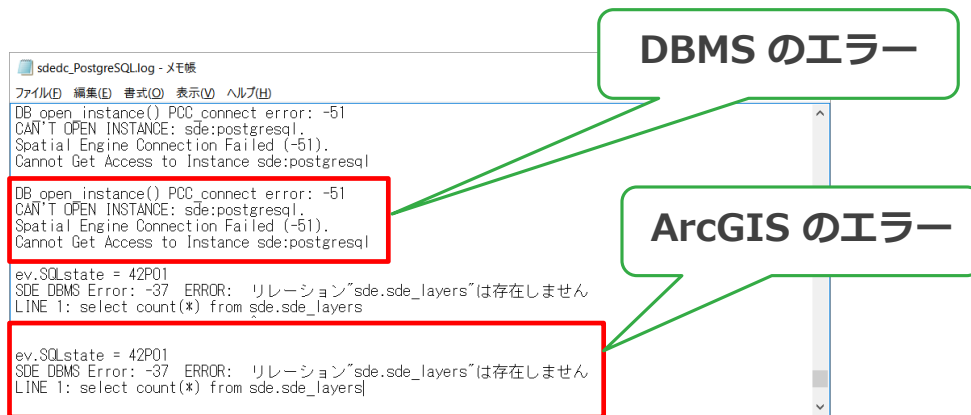 DBMS のエラー
sdedc_PostgreSQL.log - メモ帳
ファイル(F) 編集(E) 書式(O) 表示(V) ヘルプ(H)
DB_open_instance() PCC_connect error: -51
CAN'T OPEN INSTANCE: sde:postgresql.
Spatial Engine Connection Failed (-51).
Cannot Get Access to Instance sde:postgresql
DB_open_instance() PCC_connect error: -51
CAN'T OPEN INSTANCE: sde:postgresql.
Spatial Engine Connection Failed (-51).
Cannot Get Access to Instance sde:postgresql
ArcGIS のエラー
ev.SQLstate = 42P01
SDE DBMS Error: -37 ERROR: リレーション"sde.sde_layers"は存在しません
LINE 1: select count(*) from sde.sde_layers
^
ev.SQLstate = 42P01
SDE DBMS Error: -37 ERROR: リレーション"sde.sde_layers"は存在しません
LINE 1: select count(*) from sde.sde_layers